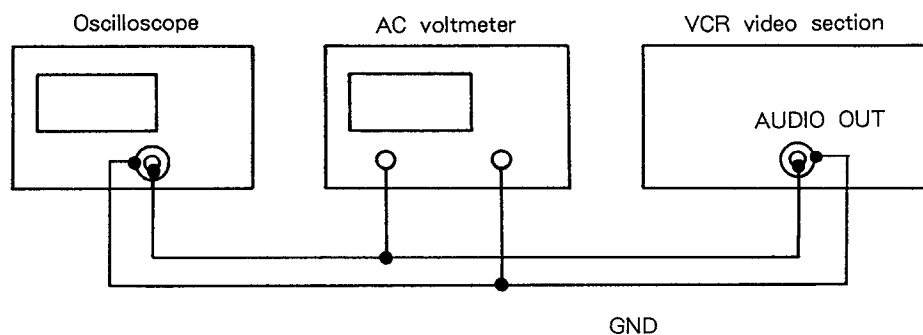 Oscilloscope
AC voltmeter
VCR video section
AUDIO OUT
GND